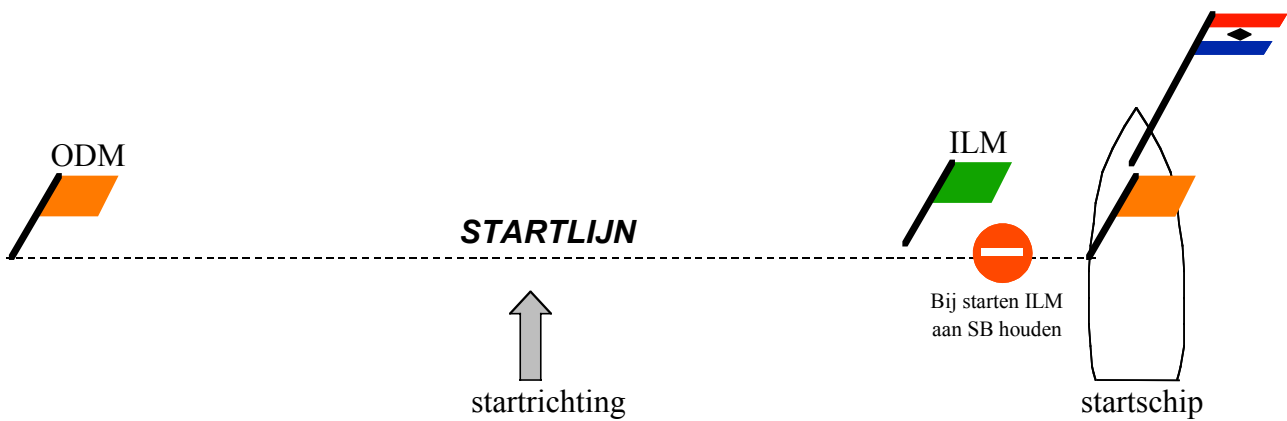 ODM
ILM
STARTLIJN
Bij starten ILM
aan SB houden
startrichting
startschip